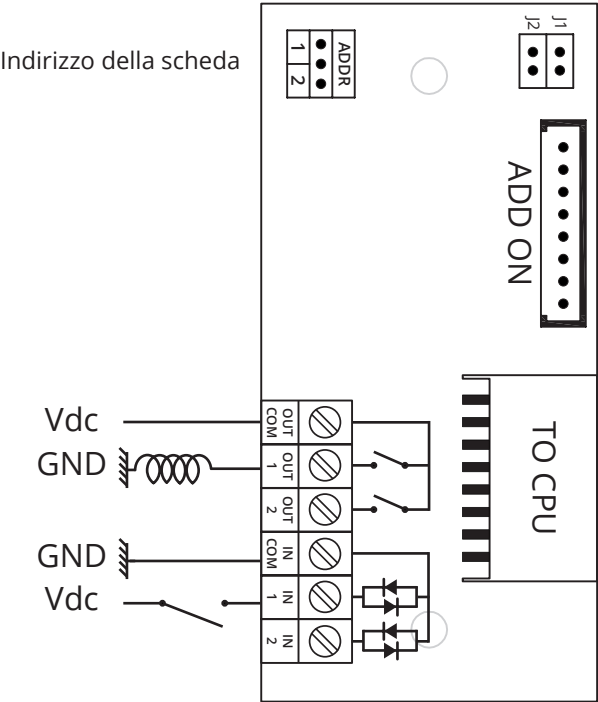 Indirizzo della scheda
ADDR
1
2
J1
J2
ADD ON
TO CPU
Vdc
OUT COM
GND
OUT 1
OUT 2
GND
IN COM
Vdc
IN 1
IN 2